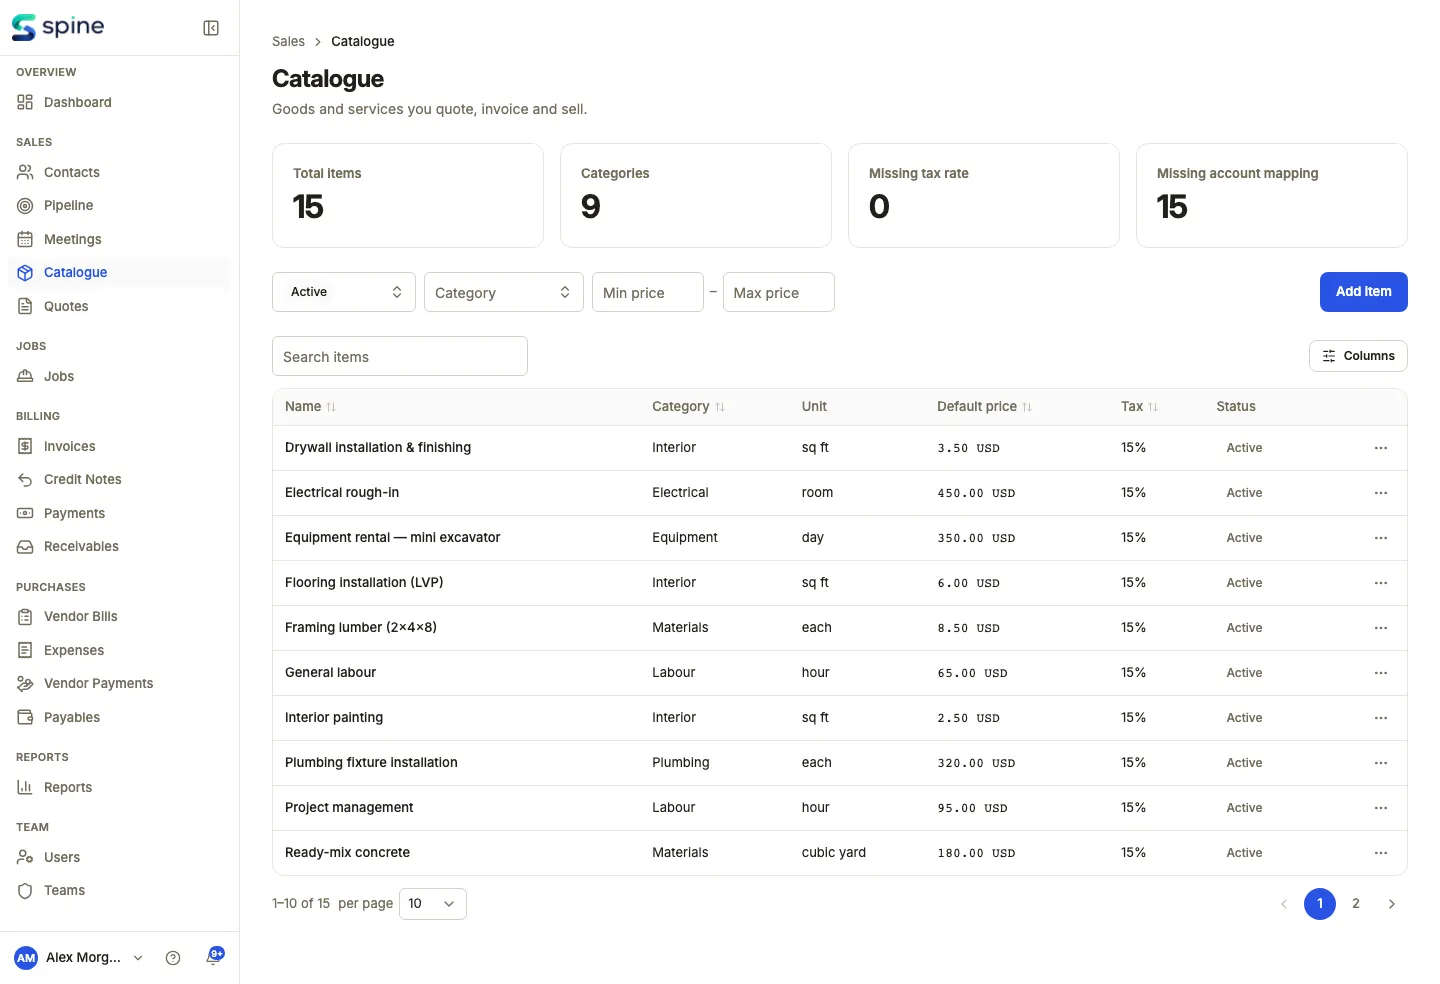 spine
OVERVIEW
Dashboard
SALES
Contacts
Pipeline
Meetings
Catalogue
Quotes
JOBS
Jobs
BILLING
Invoices
Credit Notes
Payments
Receivables
PURCHASES
Vendor Bills
Expenses
Vendor Payments
Payables
REPORTS
Reports
TEAM
Users
Teams
AM Alex Morg... 9+
Sales > Catalogue
Catalogue
Goods and services you quote, invoice and sell.
Total items
15
Categories
9
Missing tax rate
0
Missing account mapping
15
Active Category Min price – Max price Add item
Search items Columns
Name Category Unit Default price Tax Status
Drywall installation & finishing Interior sq ft 3.50 USD 15% Active ...
Electrical rough-in Electrical room 450.00 USD 15% Active ...
Equipment rental — mini excavator Equipment day 350.00 USD 15% Active ...
Flooring installation (LVP) Interior sq ft 6.00 USD 15% Active ...
Framing lumber (2×4×8) Materials each 8.50 USD 15% Active ...
General labour Labour hour 65.00 USD 15% Active ...
Interior painting Interior sq ft 2.50 USD 15% Active ...
Plumbing fixture installation Plumbing each 320.00 USD 15% Active ...
Project management Labour hour 95.00 USD 15% Active ...
Ready-mix concrete Materials cubic yard 180.00 USD 15% Active ...
1–10 of 15 per page 10 1 2